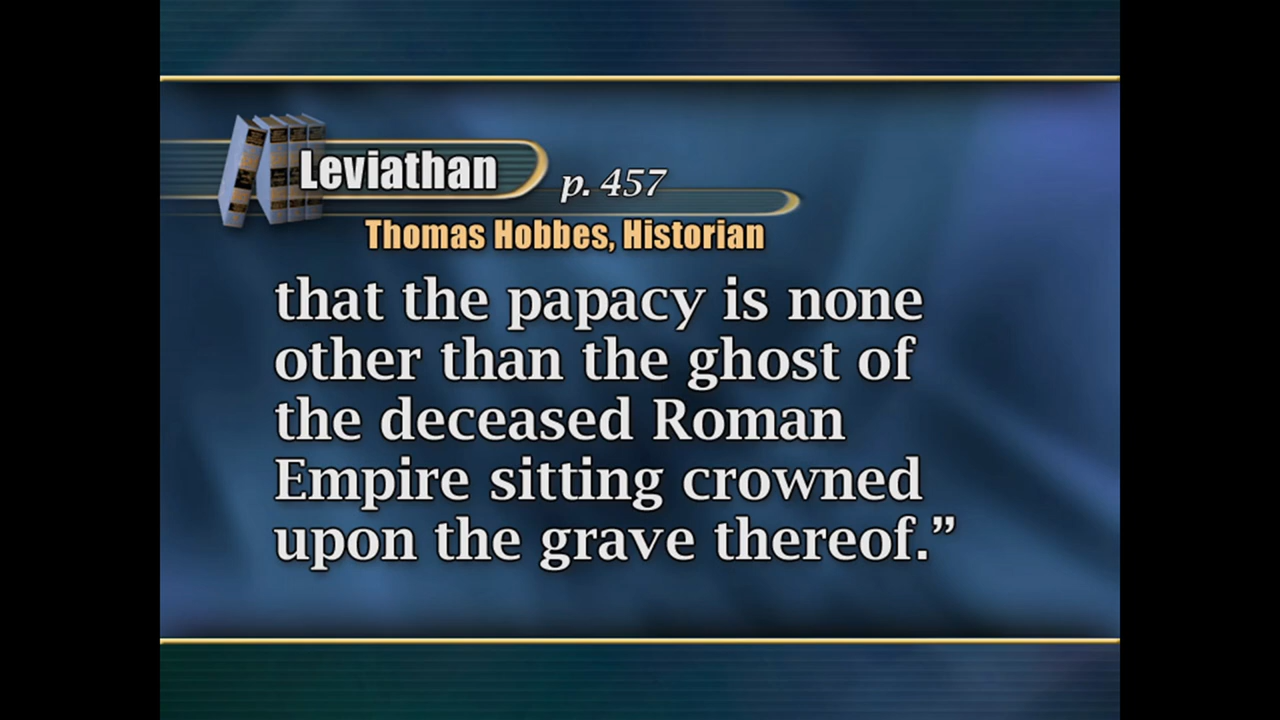 Leviathan
p. 457
Thomas Hobbes, Historian
that the papacy is none
other than the ghost of
the deceased Roman
Empire sitting crowned
upon the grave thereof.”